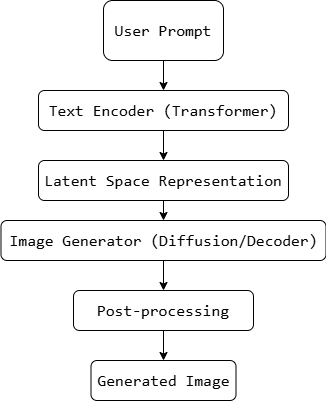 User Prompt
Text Encoder (Transformer)
Latent Space Representation
Image Generator (Diffusion/Decoder)
Post-processing
Generated Image